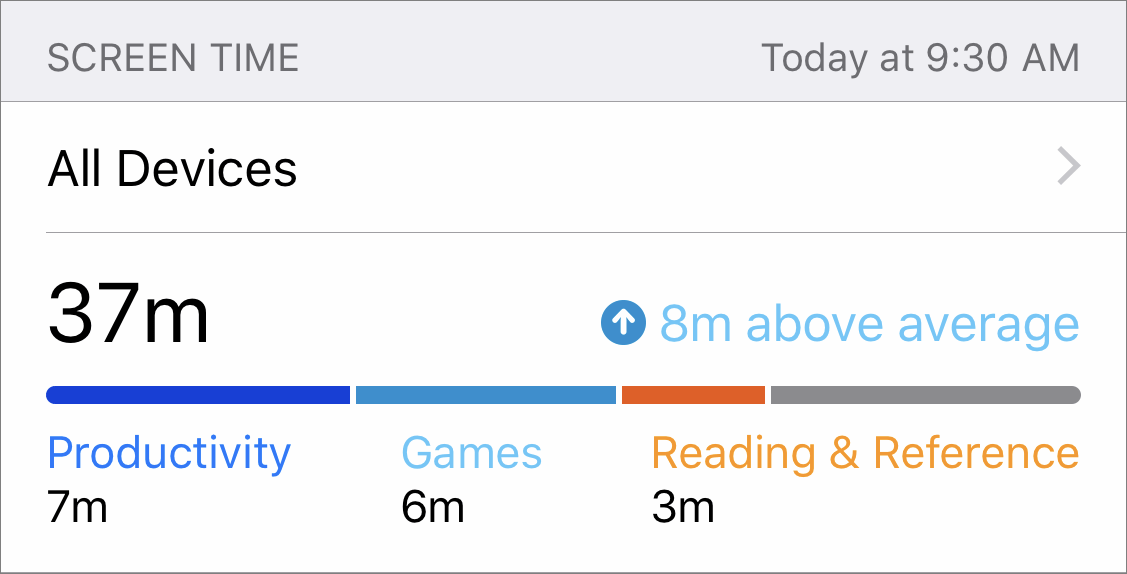 SCREEN TIME Today at 9:30 AM
All Devices
37m 8m above average
Productivity Games Reading & Reference
7m 6m 3m